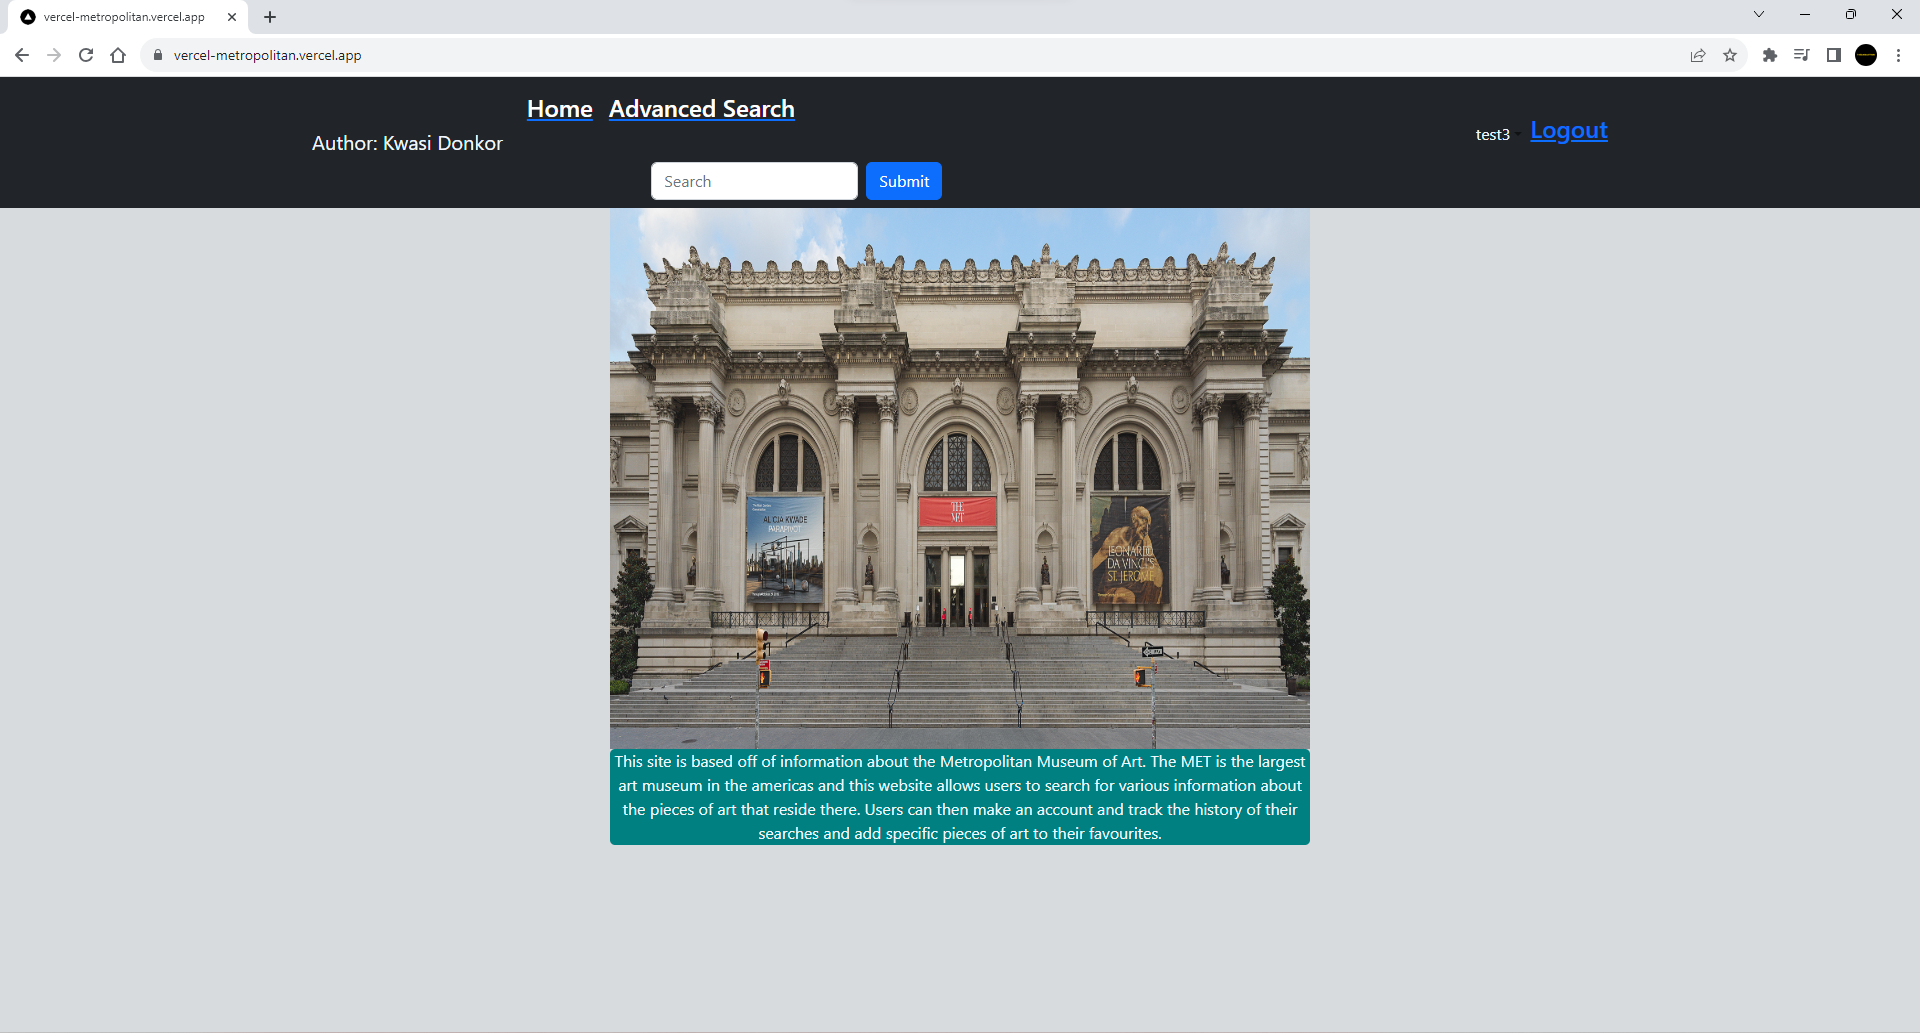 vercel-metropolitan.vercel.app
vercel-metropolitan.vercel.app
Home Advanced Search
Author: Kwasi Donkor
test3 Logout
Search Submit
ALICJA KWADE
PARAPIVOT
THE
MET
LEONARDO
DA VINCI'S
ST. JEROME
This site is based off of information about the Metropolitan Museum of Art. The MET is the largest
art museum in the americas and this website allows users to search for various information about
the pieces of art that reside there. Users can then make an account and track the history of their
searches and add specific pieces of art to their favourites.